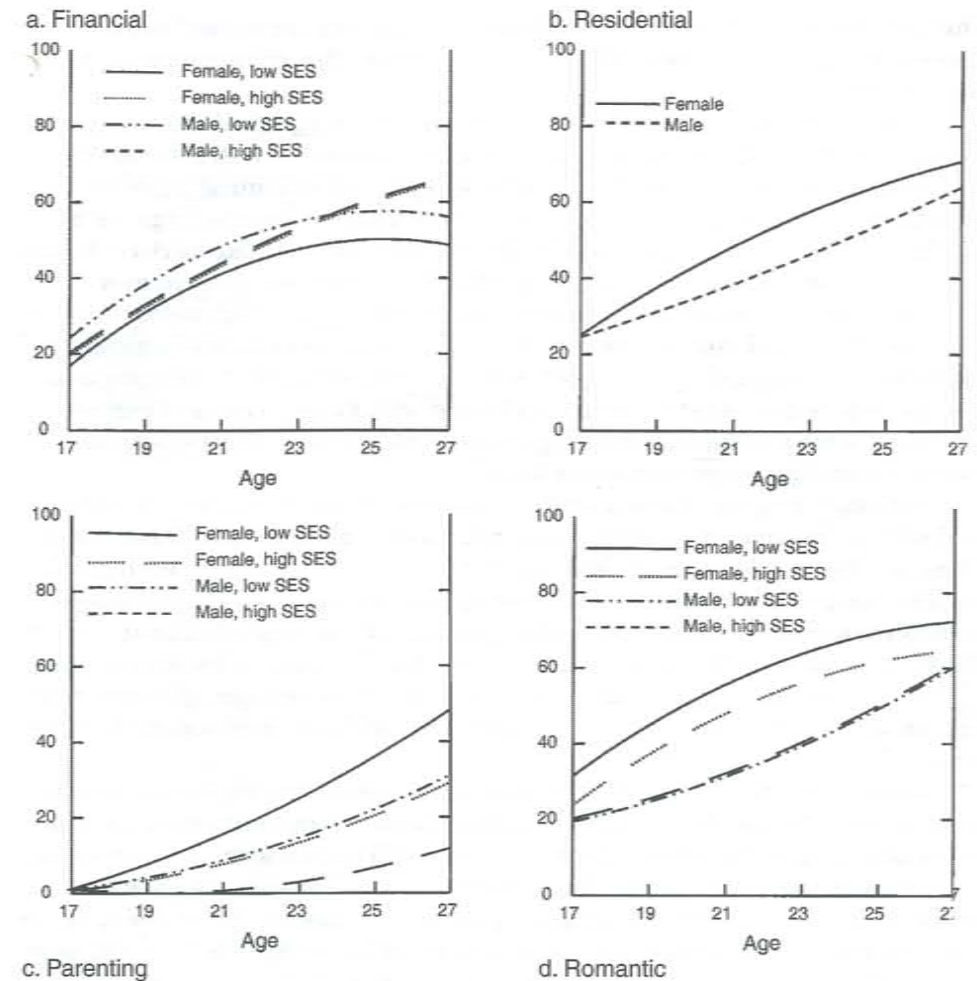 a. Financial
100
80
60
40
20
0
Female, low SES
Female, high SES
Male, low SES
Male, high SES
17 19 21 23 25 27
Age
b. Residential
100
80
60
40
20
0
Female
Male
17 19 21 23 25 27
Age
100
80
60
40
20
0
Female, low SES
Female, high SES
Male, low SES
Male, high SES
17 19 21 23 25 27
Age
c. Parenting
100
80
60
40
20
0
Female, low SES
Female, high SES
Male, low SES
Male, high SES
17 19 21 23 25 27
Age
d. Romantic